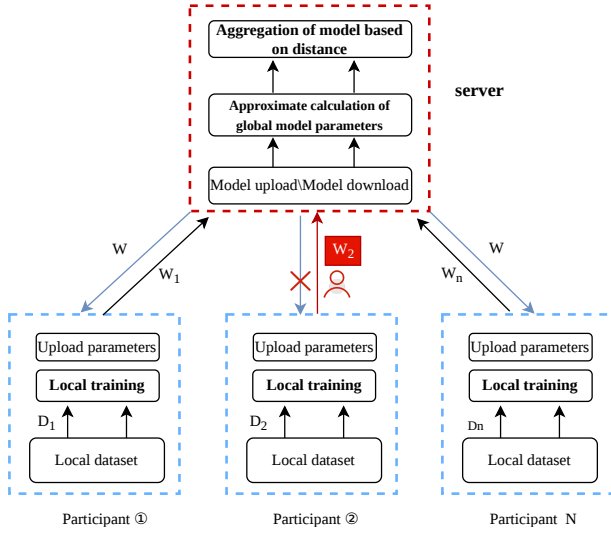 Aggregation of model based
on distance
server
Approximate calculation of
global model parameters
Model upload\Model download
W
W1
W2
Wn
W
Upload parameters
Upload parameters
Upload parameters
Local training
Local training
Local training
D1
D2
Dn
Local dataset
Local dataset
Local dataset
Participant ①
Participant ②
Participant N